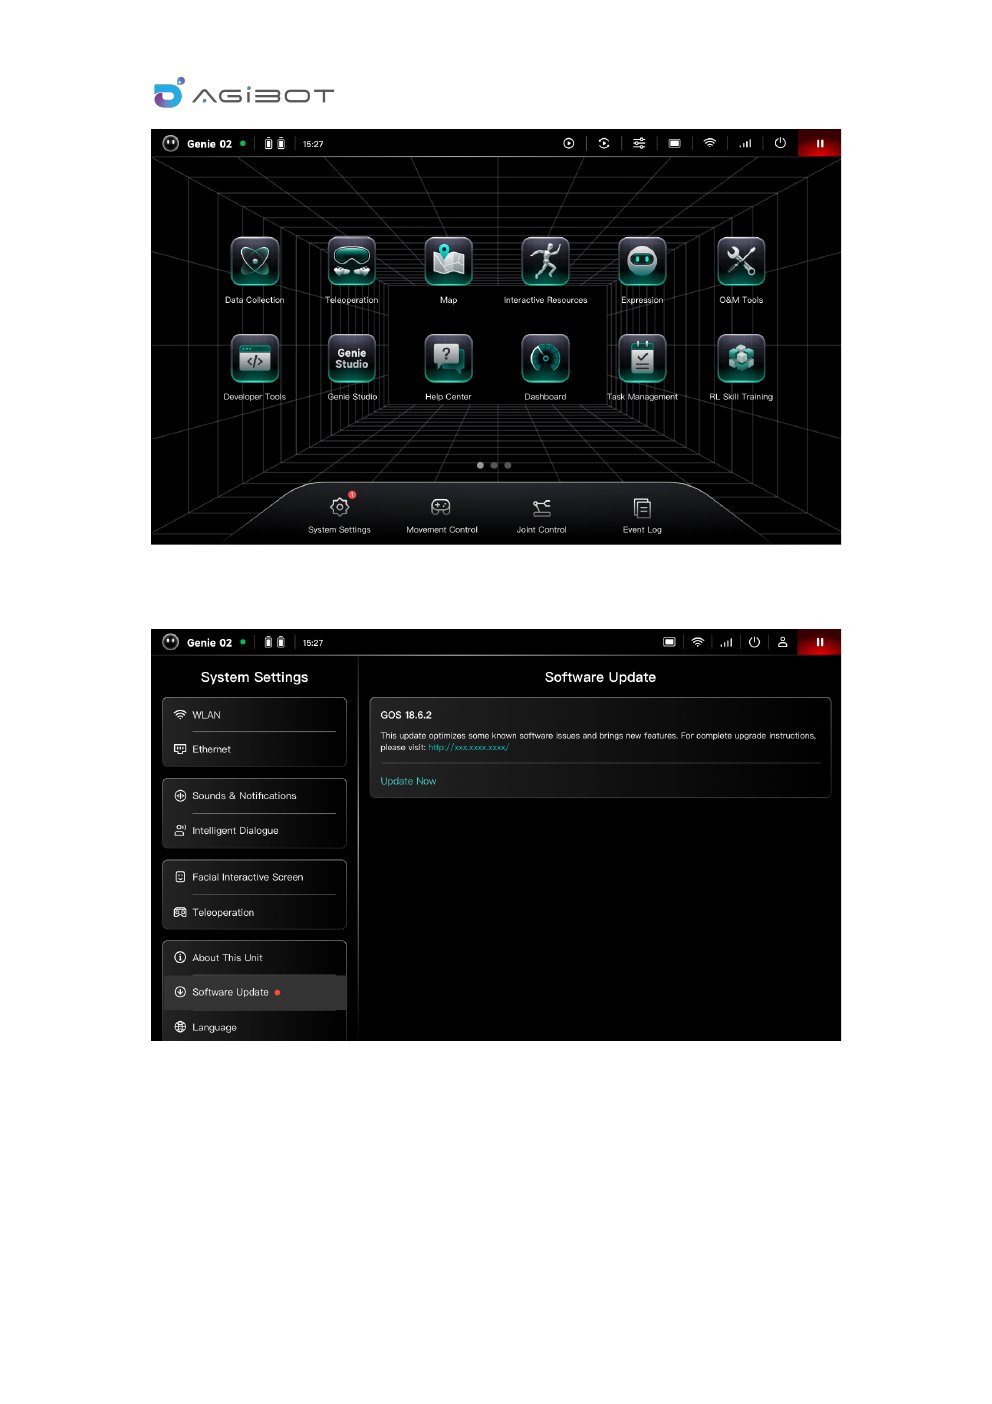 AGIBOT
Genie 02 15:27
Data Collection Teleoperation Map Interactive Resources Expression O&M Tools
Genie Studio
Developer Tools Genie Studio Help Center Dashboard Task Management RL Skill Training
1
System Settings Movement Control Joint Control Event Log
Genie 02 15:27
System Settings
WLAN
Ethernet
Sounds & Notifications
Intelligent Dialogue
Facial Interactive Screen
Teleoperation
About This Unit
Software Update
Language
Software Update
GOS 18.6.2
This update optimizes some known software issues and brings new features. For complete upgrade instructions,
please visit: http://xxx.xxxx.xxxx/
Update Now